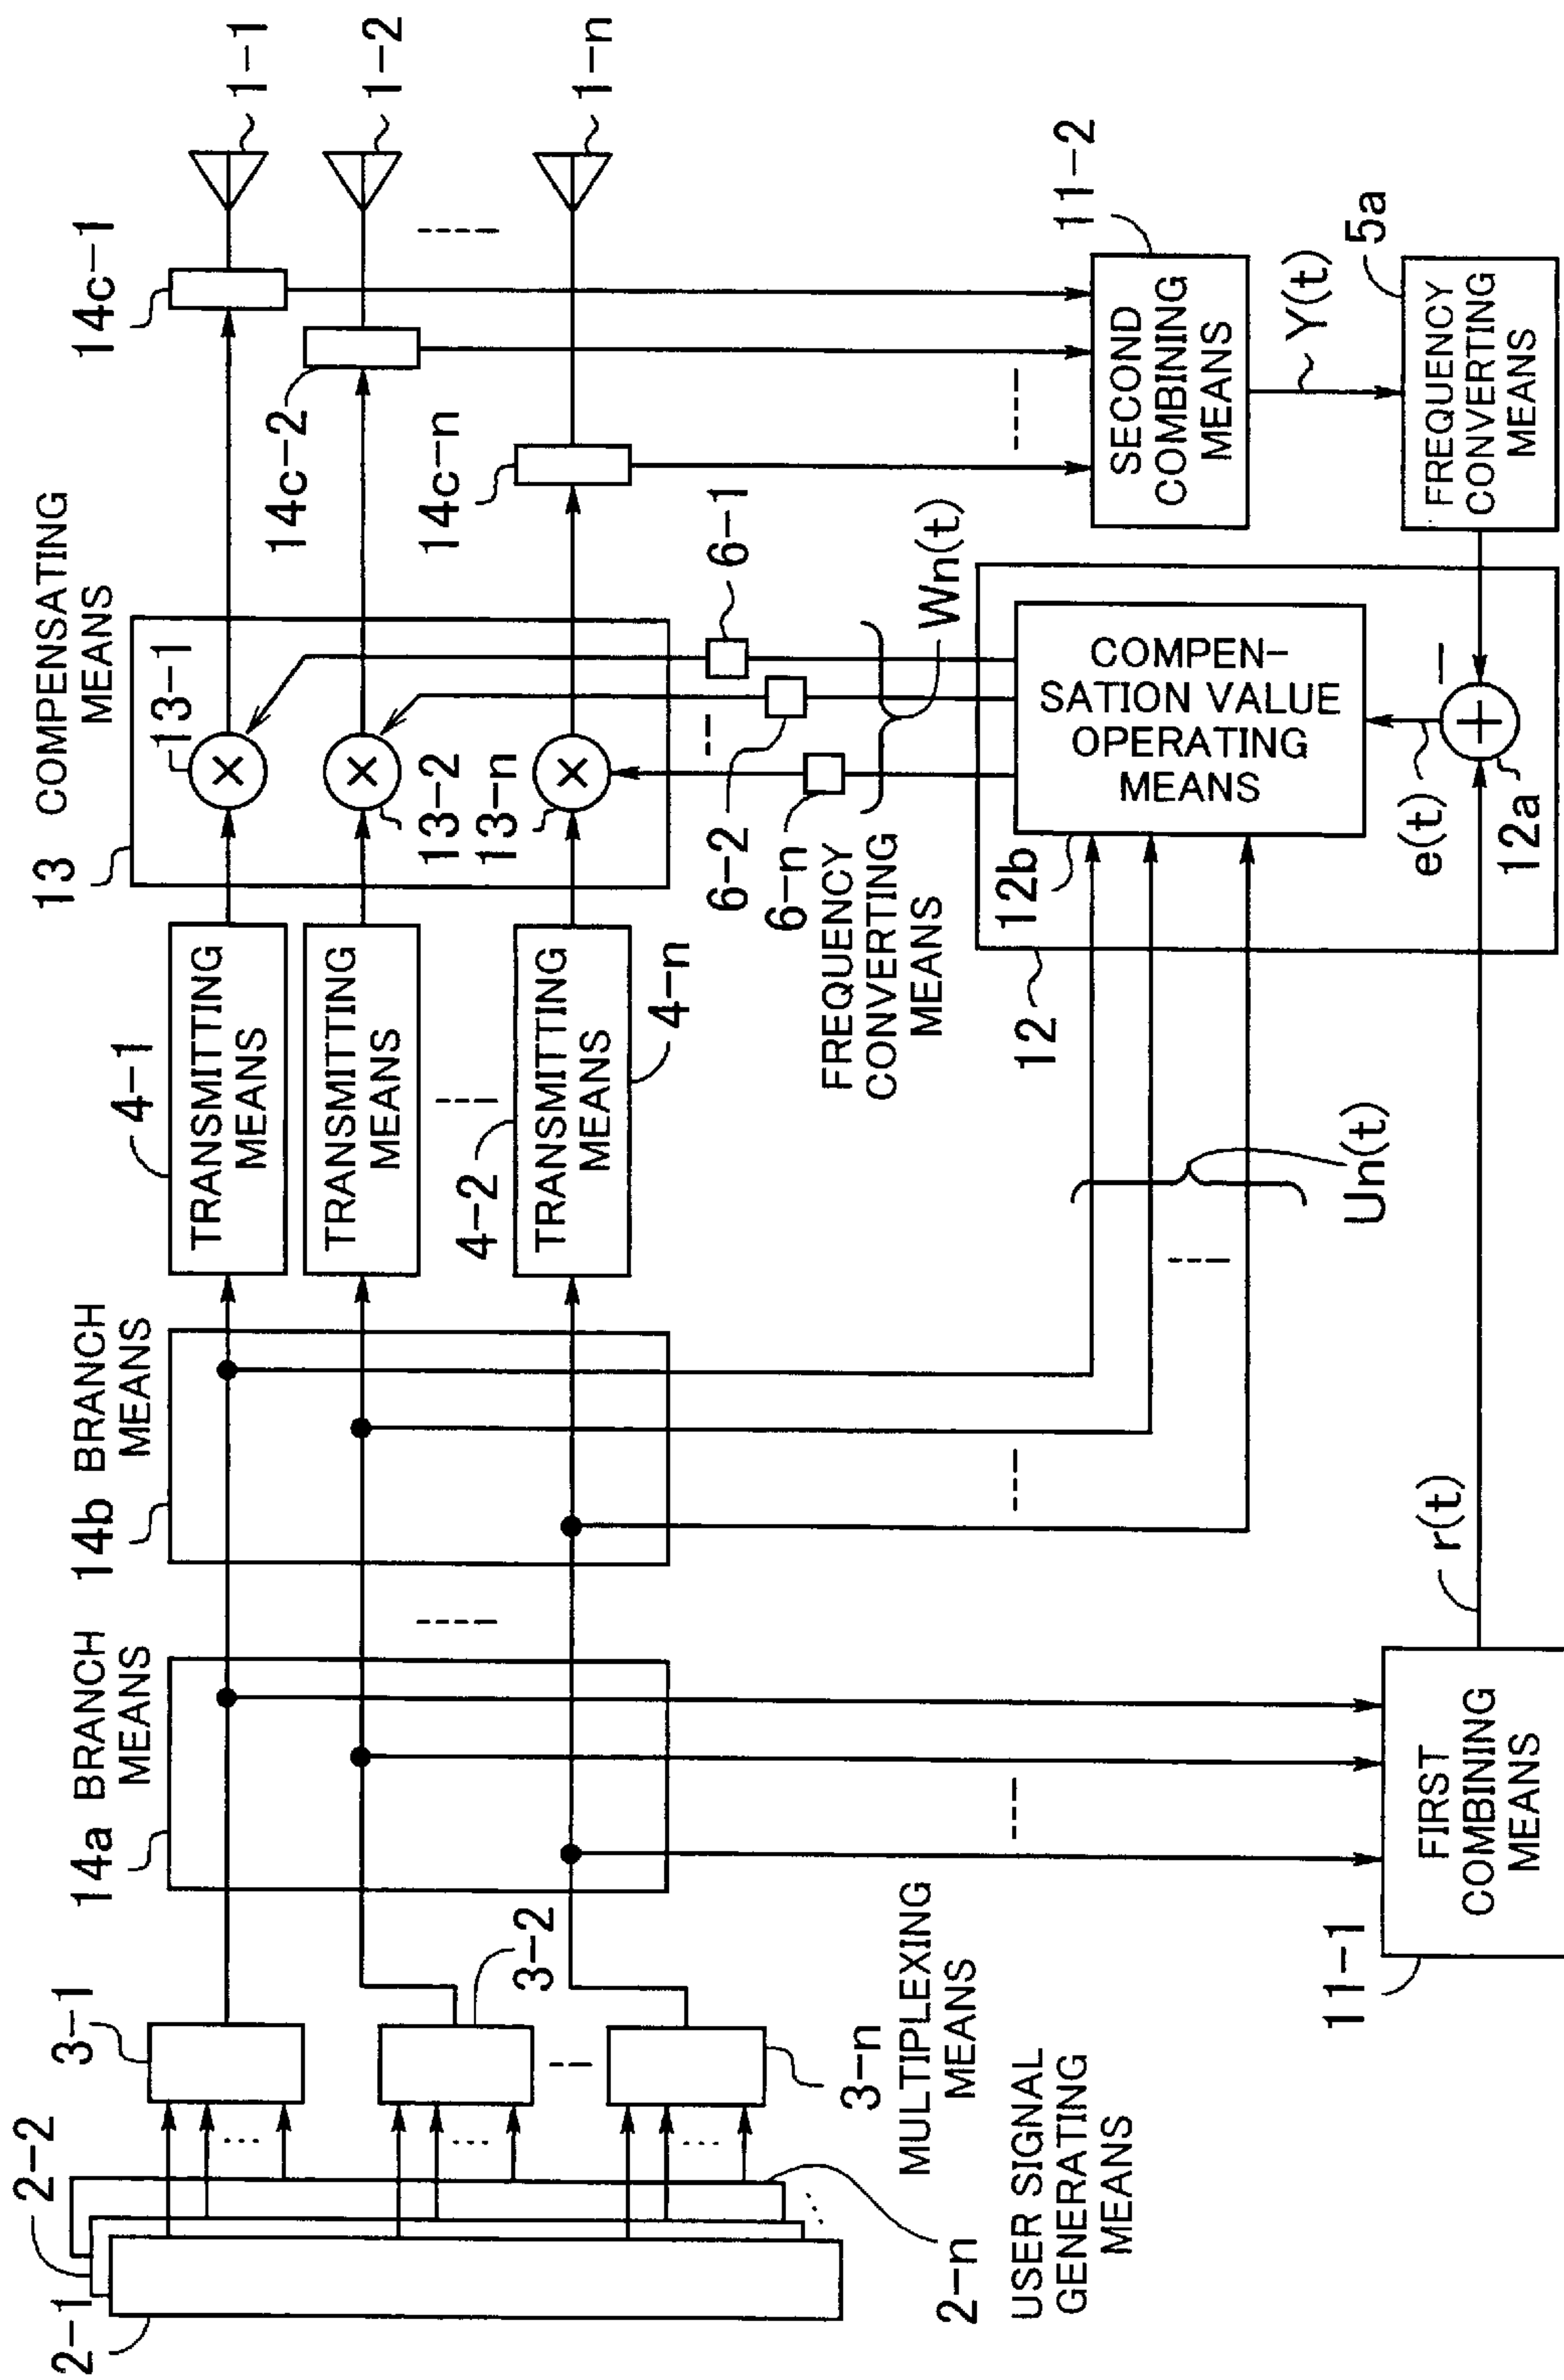 2-1
2-2
2-n
USER SIGNAL
GENERATING
MEANS
3-1
3-2
3-n
MULTIPLEXING
MEANS
14a BRANCH
MEANS
14b BRANCH
MEANS
11-1
FIRST
COMBINING
MEANS
r(t)
Un(t)
4-1
TRANSMITTING
MEANS
TRANSMITTING
MEANS
4-2
TRANSMITTING
MEANS
4-n
13 COMPENSATING
MEANS
13-1
×
×
13-2
13-n
×
6-1
6-2
6-n
FREQUENCY
CONVERTING
MEANS
Wn(t)
12
12b
COMPEN-
SATION VALUE
OPERATING
MEANS
e(t)
+
−
12a
14c-1
14c-2
14c-n
1-1
1-2
1-n
11-2
SECOND
COMBINING
MEANS
Y(t)
5a
FREQUENCY
CONVERTING
MEANS